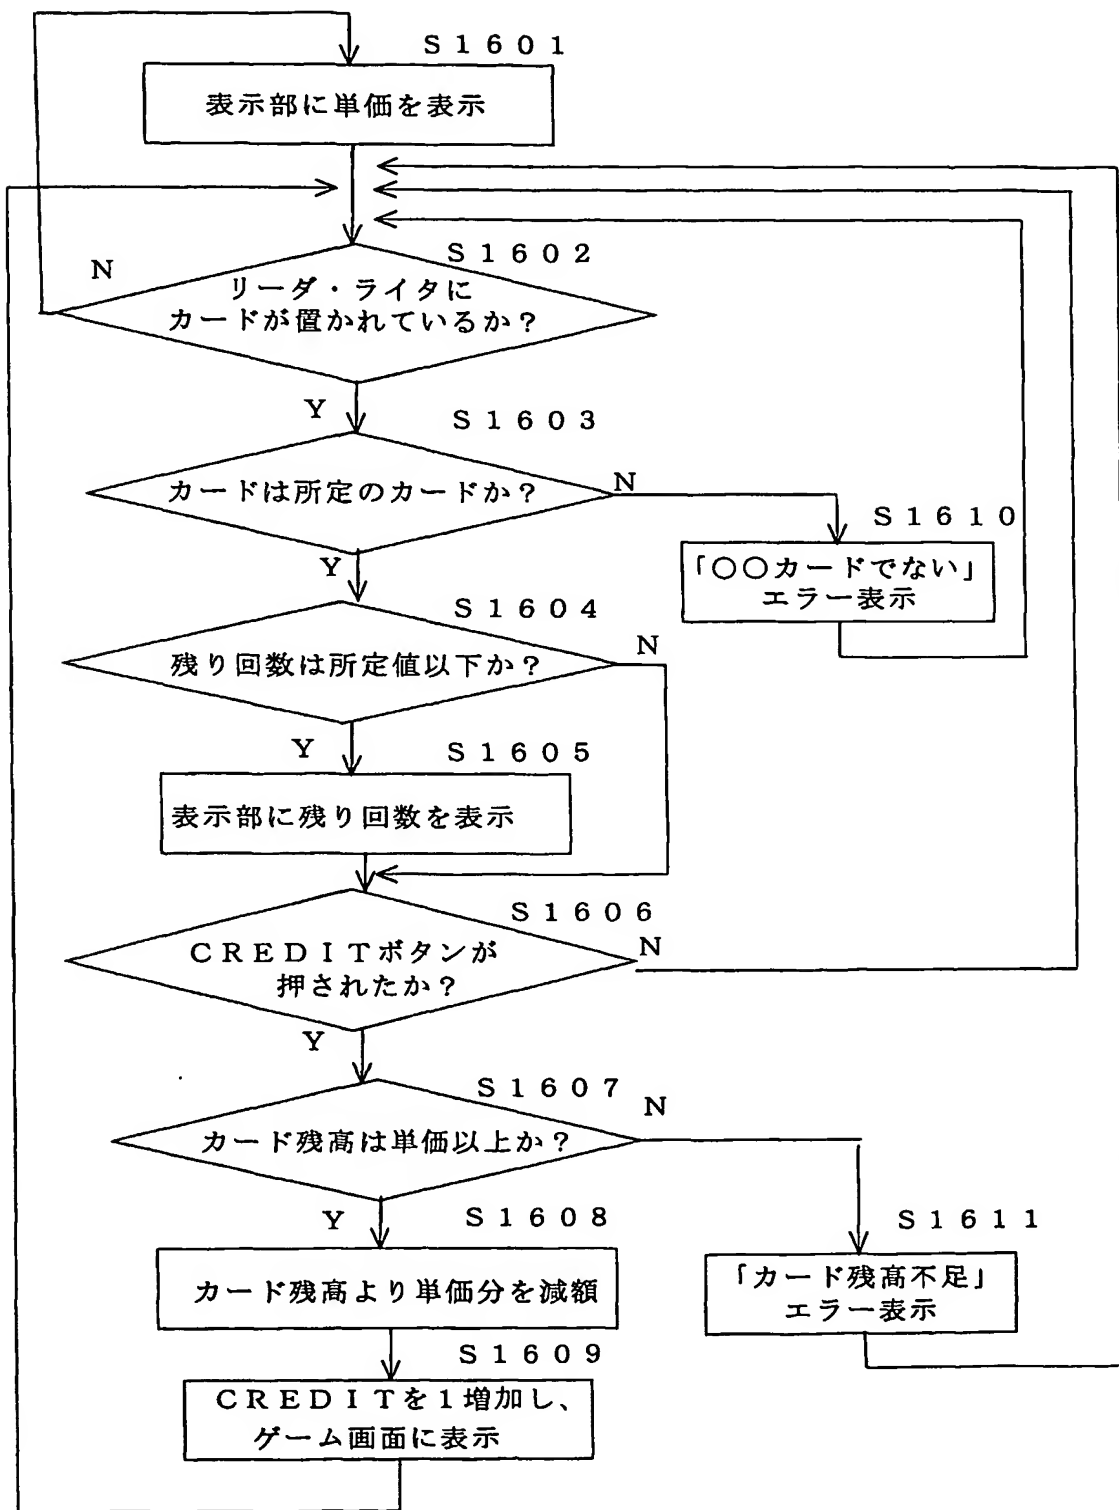 S1601
表示部に単価を表示
S1602
N
リーダ・ライタに
カードが置かれているか？
Y
S1603
カードは所定のカードか？
N
S1610
「○○カードでない」
エラー表示
Y
S1604
残り回数は所定値以下か？
N
Y
S1605
表示部に残り回数を表示
S1606
CREDITボタンが
押されたか？
N
Y
S1607
カード残高は単価以上か？
N
S1611
「カード残高不足」
エラー表示
Y
S1608
カード残高より単価分を減額
S1609
CREDITを1増加し、
ゲーム画面に表示